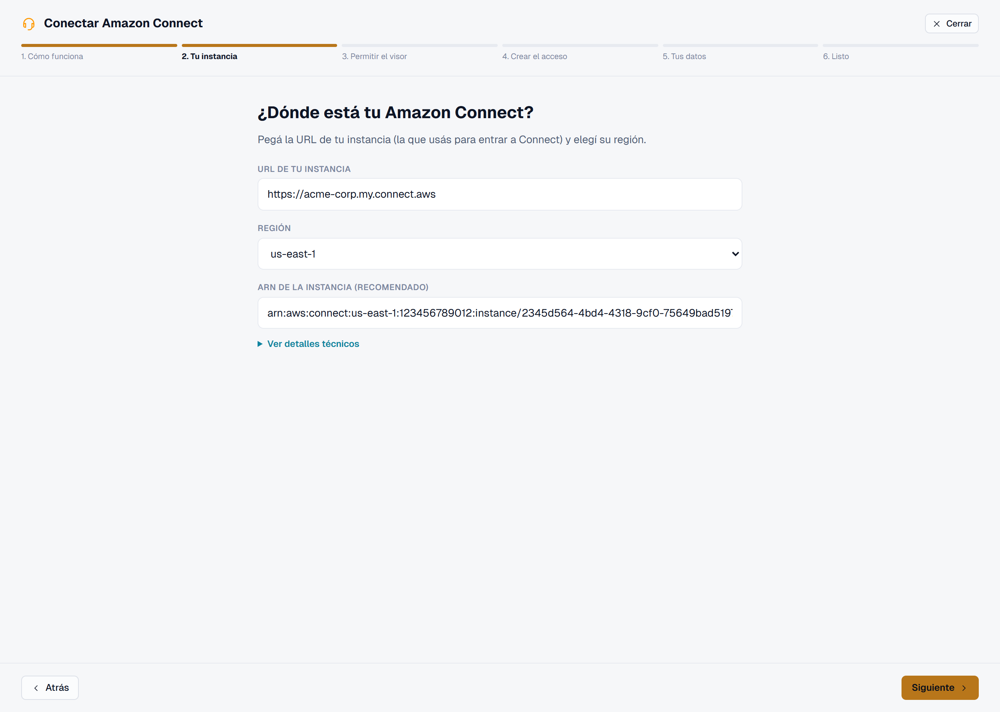 Conectar Amazon Connect
Cerrar
1. Cómo funciona
2. Tu instancia
3. Permitir el visor
4. Crear el acceso
5. Tus datos
6. Listo
¿Dónde está tu Amazon Connect?
Pegá la URL de tu instancia (la que usás para entrar a Connect) y elegí su región.
URL DE TU INSTANCIA
https://acme-corp.my.connect.aws
REGIÓN
us-east-1
ARN DE LA INSTANCIA (RECOMENDADO)
arn:aws:connect:us-east-1:123456789012:instance/2345d564-4bd4-4318-9cf0-75649bad5197
Ver detalles técnicos
Atrás
Siguiente